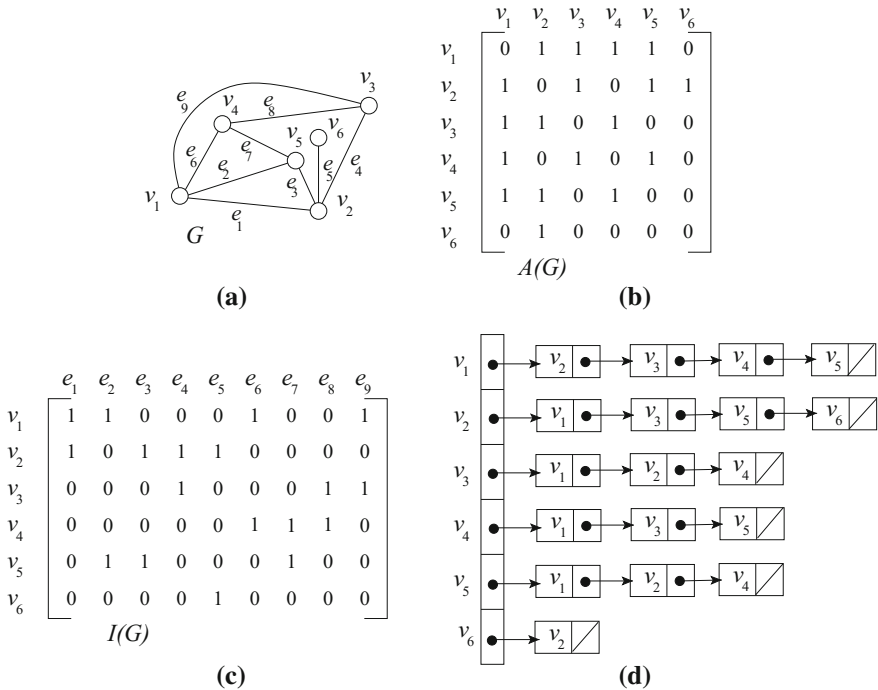 v3
e9
v4
e8
v6
v5
e7
e6
e2
e5
e4
e3
v1
v2
e1
G
(a)
v1 v2 v3 v4 v5 v6
v1 0 1 1 1 1 0
v2 1 0 1 0 1 1
v3 1 1 0 1 0 0
v4 1 0 1 0 1 0
v5 1 1 0 1 0 0
v6 0 1 0 0 0 0
A(G)
(b)
e1 e2 e3 e4 e5 e6 e7 e8 e9
v1 1 1 0 0 0 1 0 0 1
v2 1 0 1 1 1 0 0 0 0
v3 0 0 0 1 0 0 0 1 1
v4 0 0 0 0 0 1 1 1 0
v5 0 1 1 0 0 0 1 0 0
v6 0 0 0 0 1 0 0 0 0
I(G)
(c)
v1 v2 v3 v4 v5
v2 v1 v3 v5 v6
v3 v1 v2 v4
v4 v1 v3 v5
v5 v1 v2 v4
v6 v2
(d)